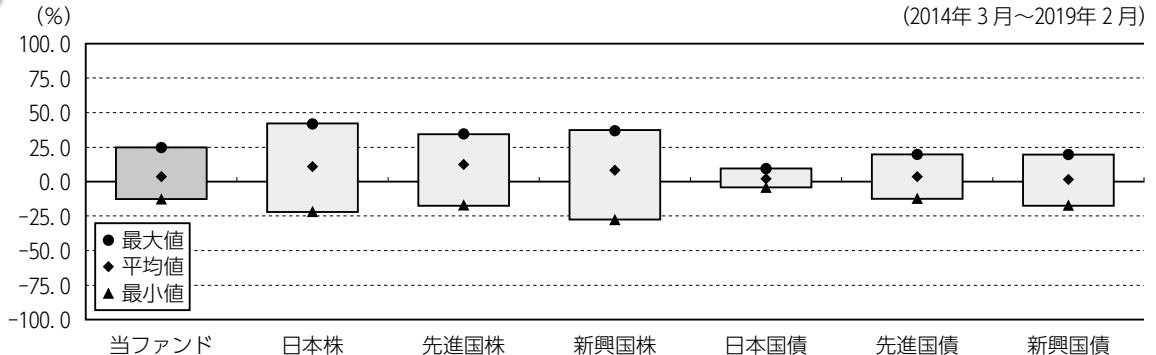 (%)
(2014年3月～2019年2月)
100.0
75.0
50.0
25.0
0.0
-25.0
-50.0
-75.0
-100.0
● 最大値
◆ 平均値
▲ 最小値
当ファンド 日本株 先進国株 新興国株 日本国債 先進国債 新興国債